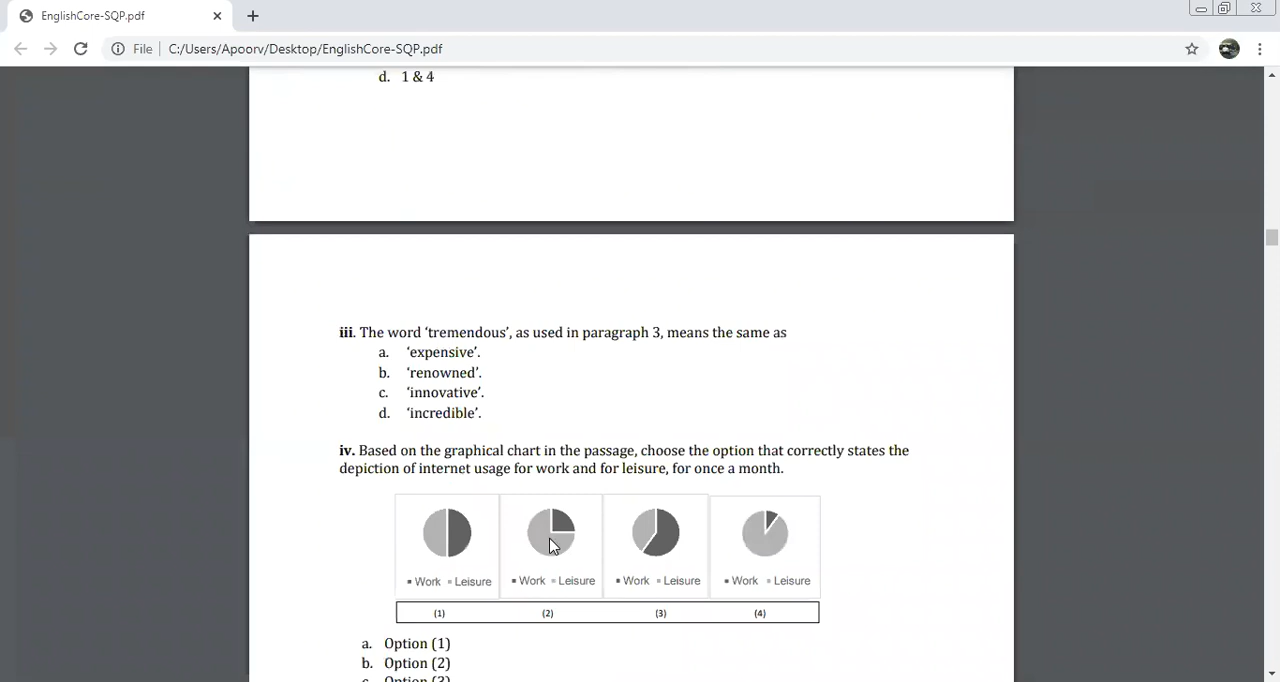 EnglishCore-SQP.pdf
File | C:/Users/Apoorv/Desktop/EnglishCore-SQP.pdf
d. 1 & 4
iii. The word ‘tremendous’, as used in paragraph 3, means the same as
a. ‘expensive’.
b. ‘renowned’.
c. ‘innovative’.
d. ‘incredible’.
iv. Based on the graphical chart in the passage, choose the option that correctly states the
depiction of internet usage for work and for leisure, for once a month.
Work Leisure Work Leisure Work Leisure Work Leisure
(1) (2) (3) (4)
a. Option (1)
b. Option (2)
c. Option (3)